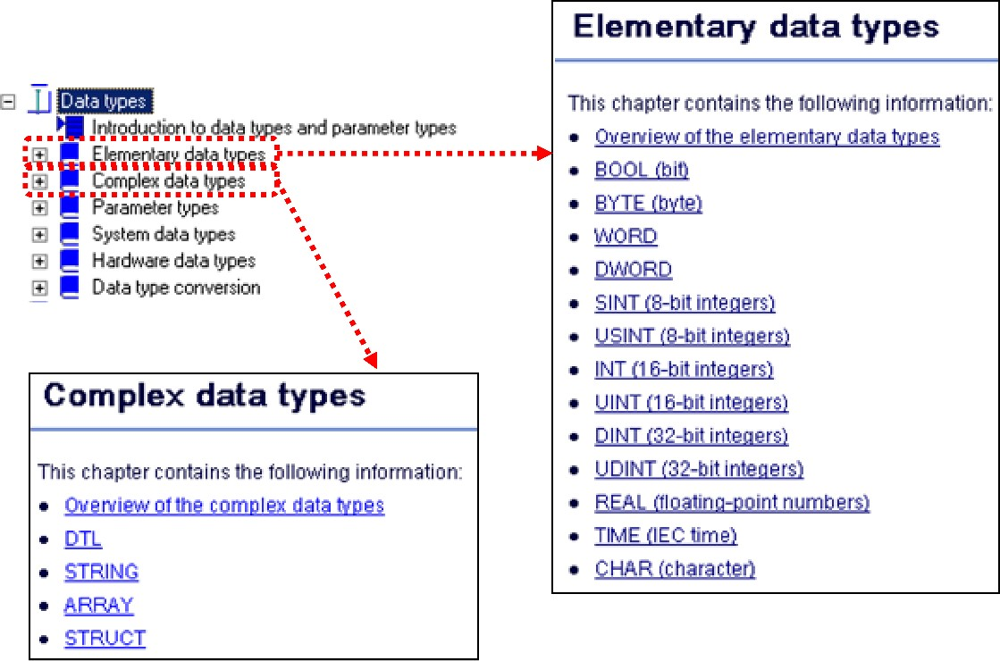 Data types
Introduction to data types and parameter types
Elementary data types
Complex data types
Parameter types
System data types
Hardware data types
Data type conversion
Elementary data types
This chapter contains the following information:
Overview of the elementary data types
BOOL (bit)
BYTE (byte)
WORD
DWORD
SINT (8-bit integers)
USINT (8-bit integers)
INT (16-bit integers)
UINT (16-bit integers)
DINT (32-bit integers)
UDINT (32-bit integers)
REAL (floating-point numbers)
TIME (IEC time)
CHAR (character)
Complex data types
This chapter contains the following information:
Overview of the complex data types
DTL
STRING
ARRAY
STRUCT